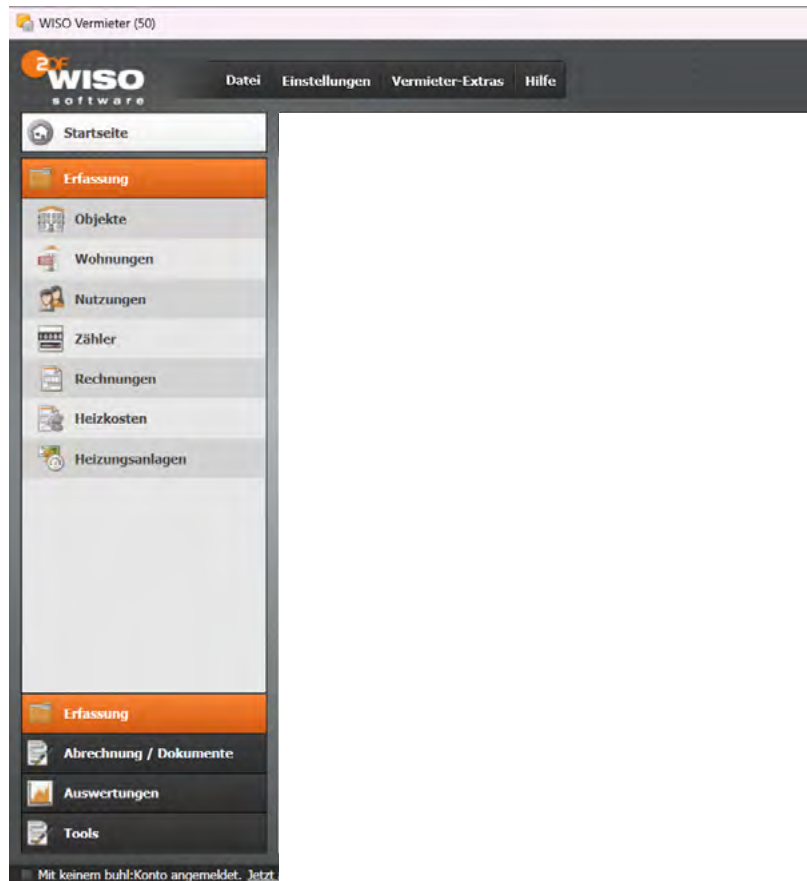 WISO Vermieter (50)
ZDF
WISO
software
Datei Einstellungen Vermieter-Extras Hilfe
Startseite
Erfassung
Objekte
Wohnungen
Nutzungen
Zähler
Rechnungen
Heizkosten
Heizungsanlagen
Erfassung
Abrechnung / Dokumente
Auswertungen
Tools
Mit keinem buhl:Konto angemeldet. Jetzt